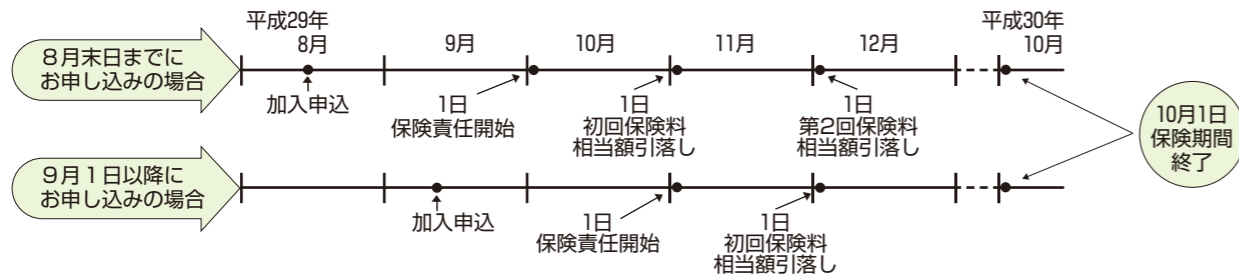 平成29年
8月
9月
10月
11月
12月
平成30年
10月
8月末日までに
お申し込みの場合
加入申込
1日
保険責任開始
1日
初回保険料
相当額引落し
1日
第2回保険料
相当額引落し
10月1日
保険期間
終了
9月1日以降に
お申し込みの場合
加入申込
1日
保険責任開始
1日
初回保険料
相当額引落し